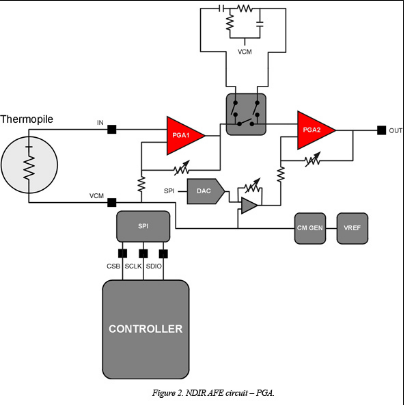 VCM
Thermopile
IN
PGA1
PGA2
OUT
SPI
DAC
VCM
SPI
CM GEN
VREF
CSB
SCLK
SDIO
CONTROLLER
Figure 2. NDIR AFE circuit – PGA.